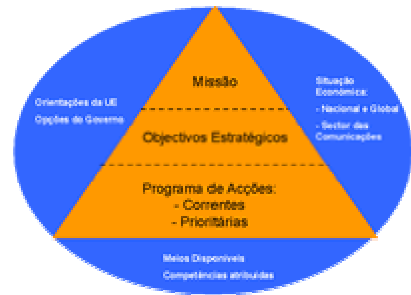 Missão
Orientações da UE
Opções do Governo
Situação
Económica:
- Nacional e Global
- Sector das
Comunicações
Objectivos Estratégicos
Programa de Acções:
- Correntes
- Prioritárias
Meios Disponíveis
Competências atribuídas